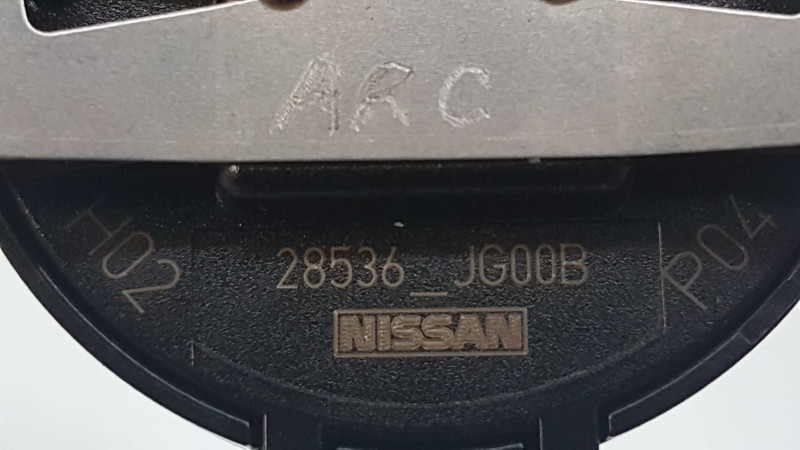 ARC
H02
28536_JG00B
P04
NISSAN